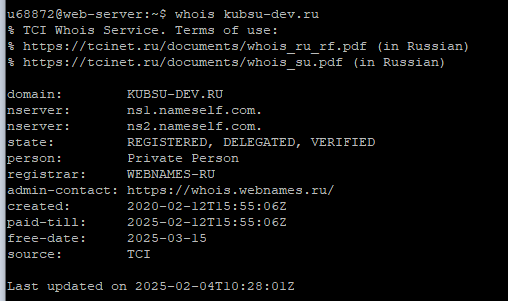 u68872@web-server:~$ whois kubsu-dev.ru
% TCI Whois Service. Terms of use:
% https://tcinet.ru/documents/whois_ru_rf.pdf (in Russian)
% https://tcinet.ru/documents/whois_su.pdf (in Russian)

domain:        KUBSU-DEV.RU
nserver:       ns1.nameself.com.
nserver:       ns2.nameself.com.
state:         REGISTERED, DELEGATED, VERIFIED
person:        Private Person
registrar:     WEBNAMES-RU
admin-contact: https://whois.webnames.ru/
created:       2020-02-12T15:55:06Z
paid-till:     2025-02-12T15:55:06Z
free-date:     2025-03-15
source:        TCI

Last updated on 2025-02-04T10:28:01Z